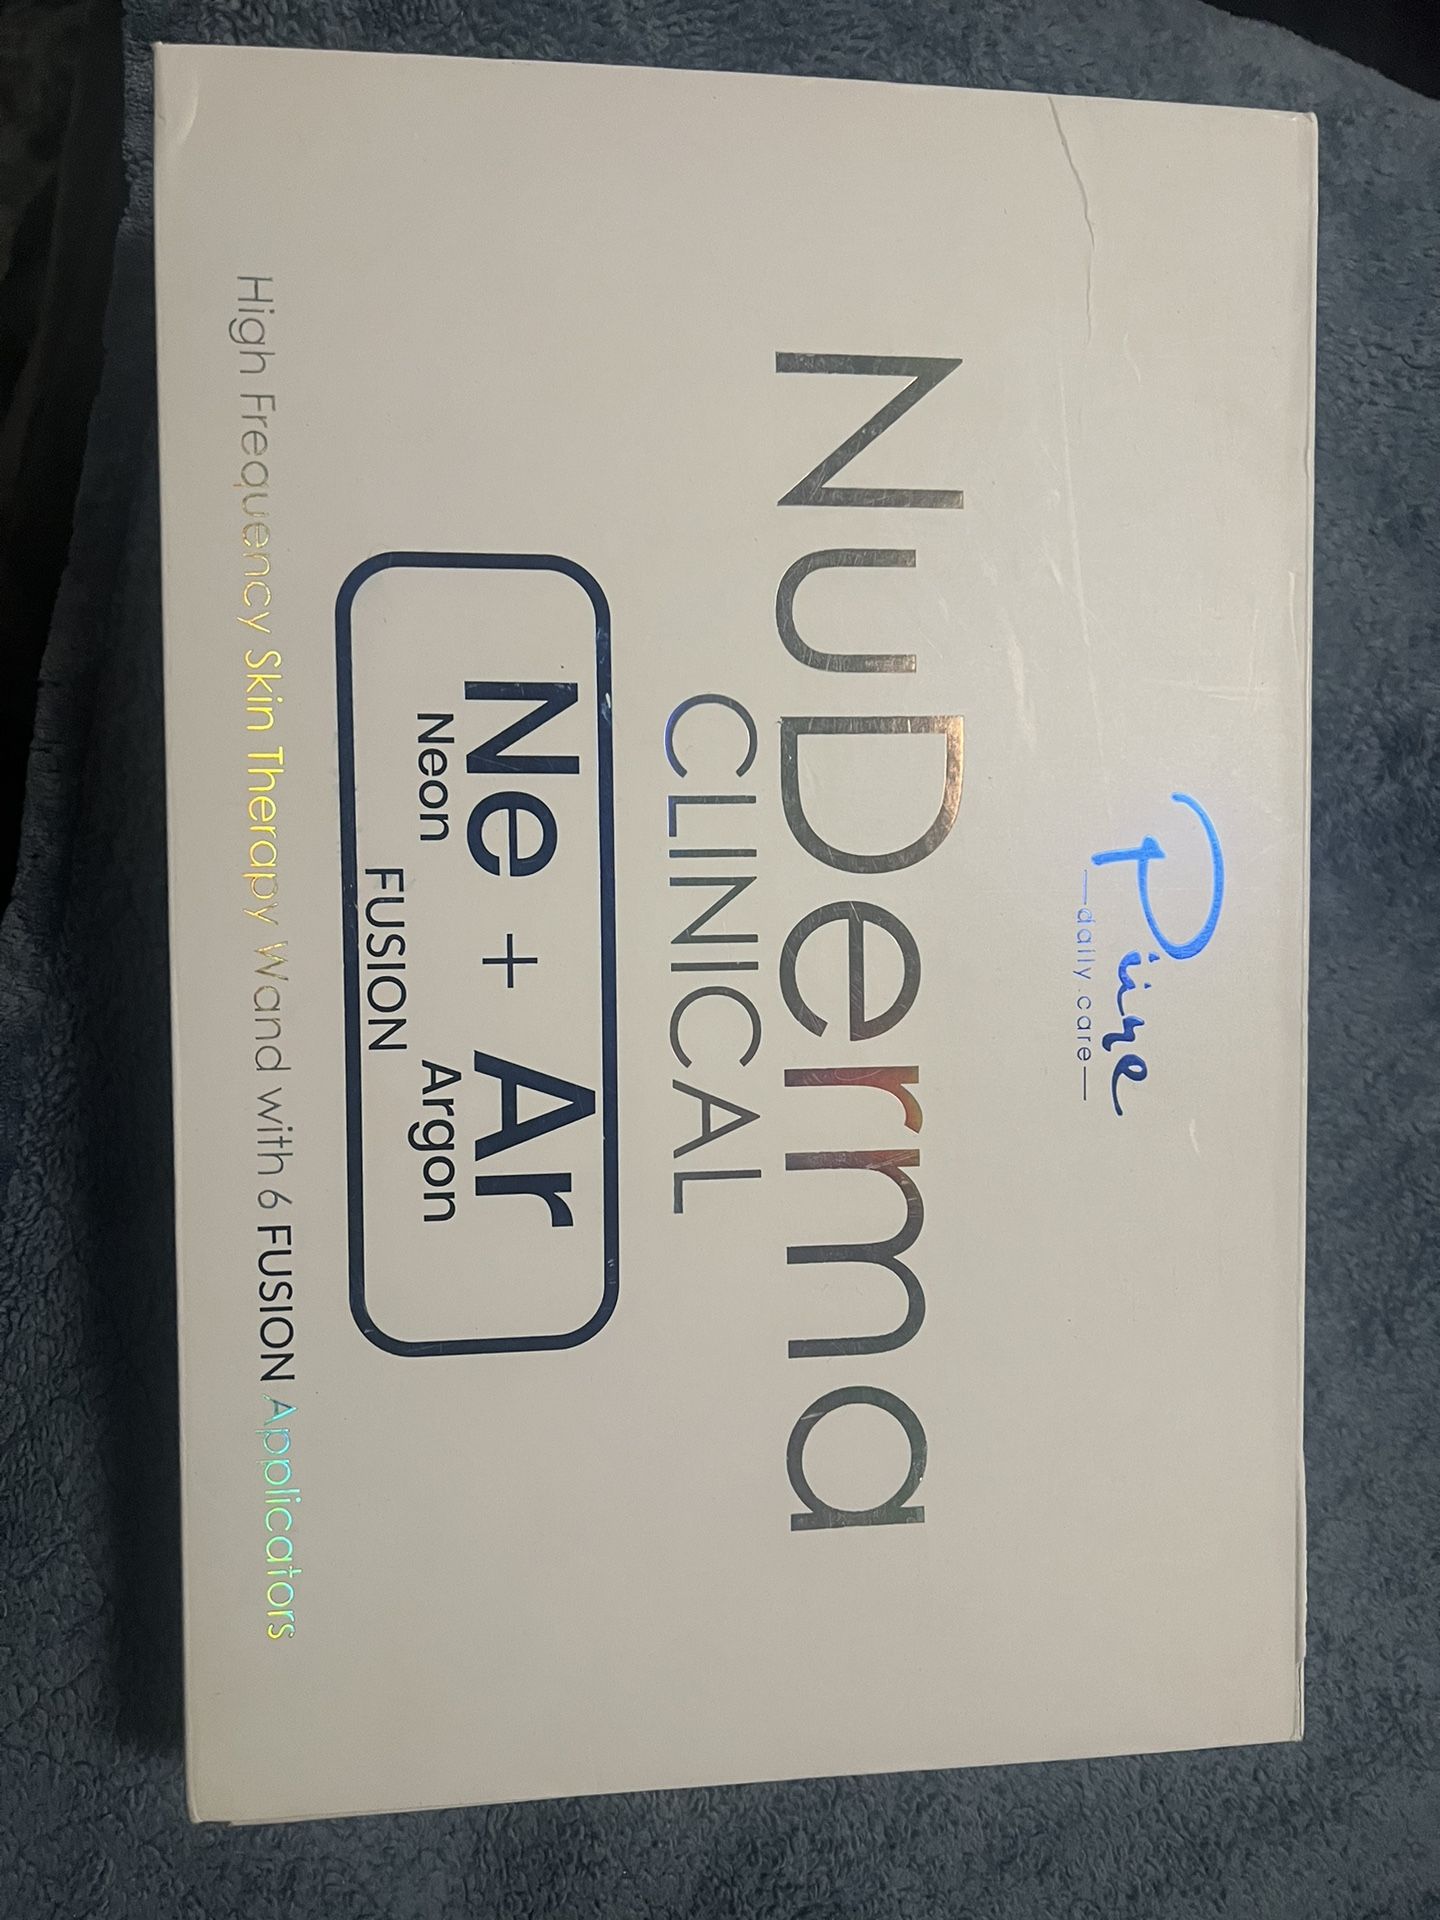 Pure
—daily.care—
NuDerma
CLINICAL
Ne + Ar
Neon Argon
FUSION
High Frequency Skin Therapy Wand with 6 FUSION Applicators